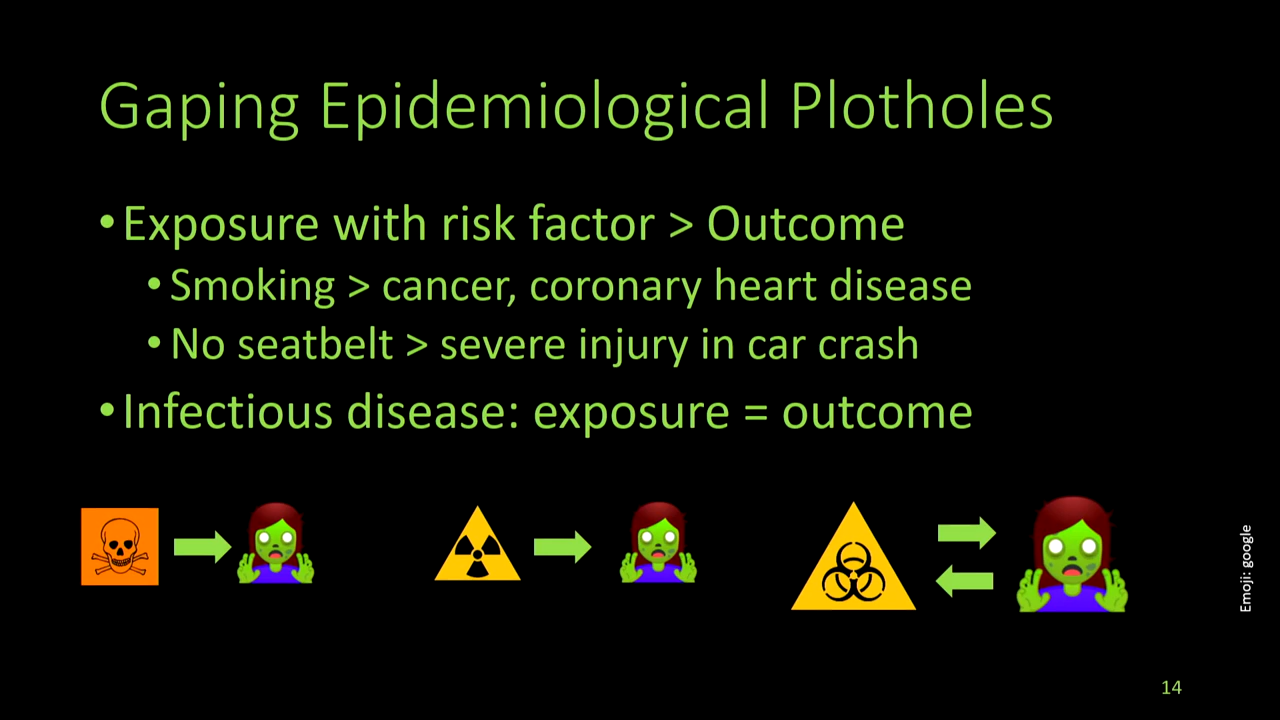 Gaping Epidemiological Plotholes
•Exposure with risk factor > Outcome
•Smoking > cancer, coronary heart disease
•No seatbelt > severe injury in car crash
•Infectious disease: exposure = outcome
Emoji: google
14